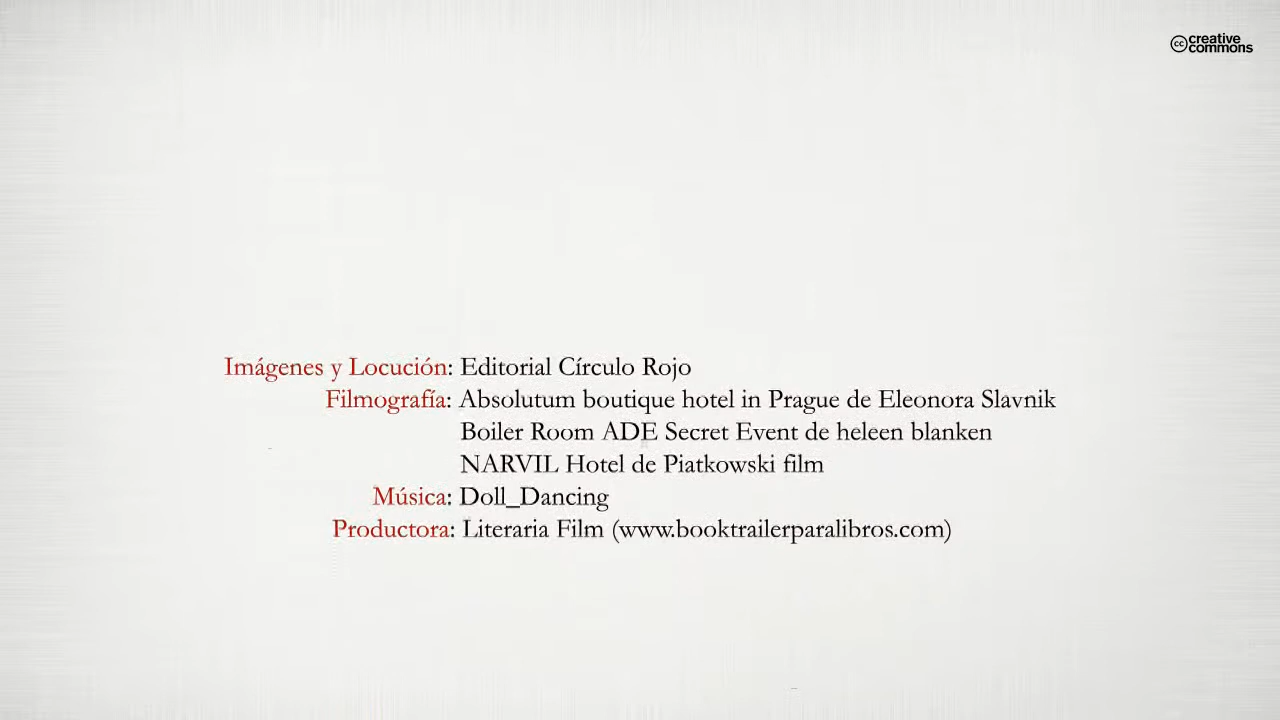 creative
commons
Imágenes y Locución: Editorial Círculo Rojo
Filmografía: Absolutum boutique hotel in Prague de Eleonora Slavnik
Boiler Room ADE Secret Event de heleen blanken
NARVIL Hotel de Piatkowski film
Música: Doll_Dancing
Productora: Literaria Film (www.booktrailerparalibros.com)